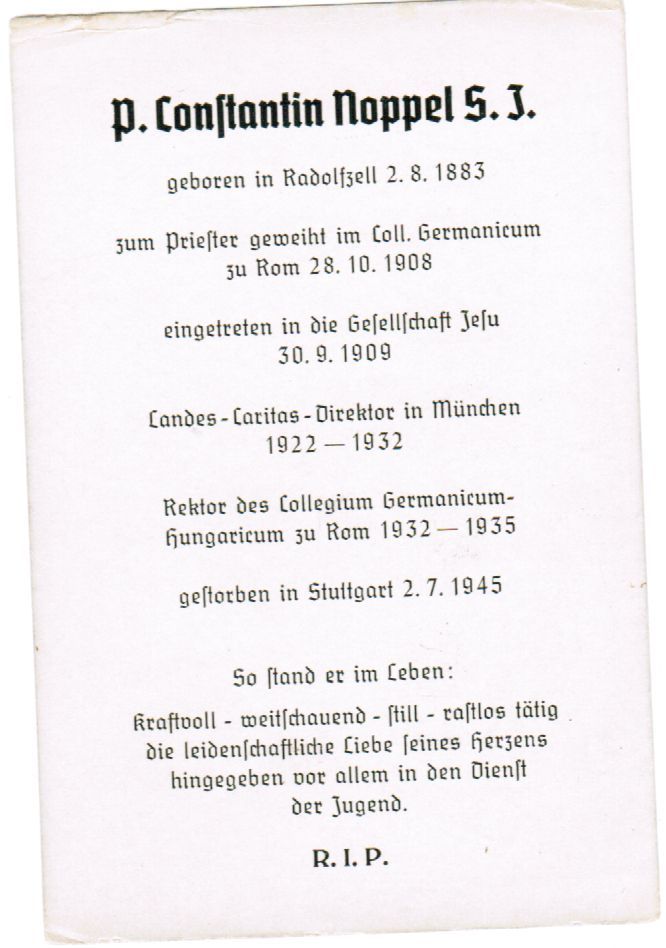 P. Constantin Noppel S. J.
geboren in Radolfzell 2. 8. 1883
zum Priester geweiht im Coll. Germanicum
zu Rom 28. 10. 1908
eingetreten in die Gesellschaft Jesu
30. 9. 1909
Landes-Caritas-Direktor in München
1922 — 1932
Rektor des Collegium Germanicum-
Hungaricum zu Rom 1932 — 1935
gestorben in Stuttgart 2. 7. 1945
So stand er im Leben:
Kraftvoll - weitschauend - still - rastlos tätig
die leidenschaftliche Liebe seines Herzens
hingegeben vor allem in den Dienst
der Jugend.
R. I. P.